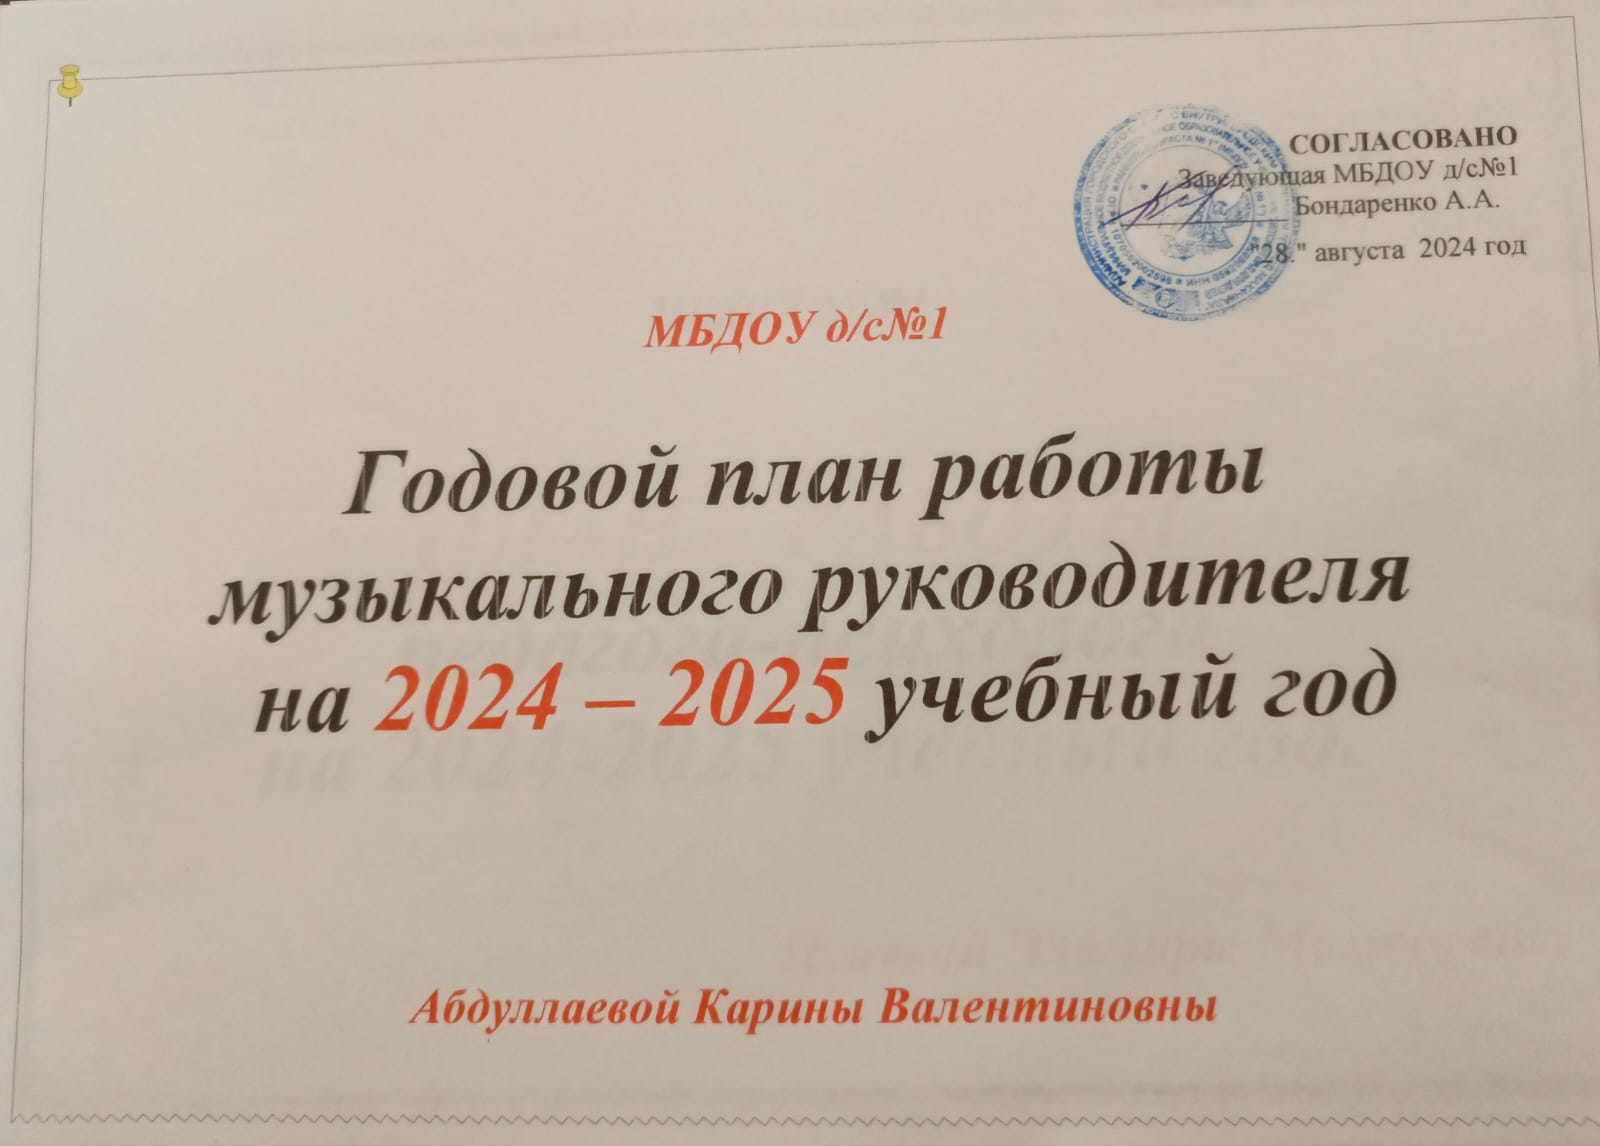 СОГЛАСОВАНО
Заведующая МБДОУ д/с№1
Бондаренко А.А.
"28." августа 2024 год
МБДОУ д/с№1
Годовой план работы
музыкального руководителя
на 2024 – 2025 учебный год
Абдуллаевой Карины Валентиновны